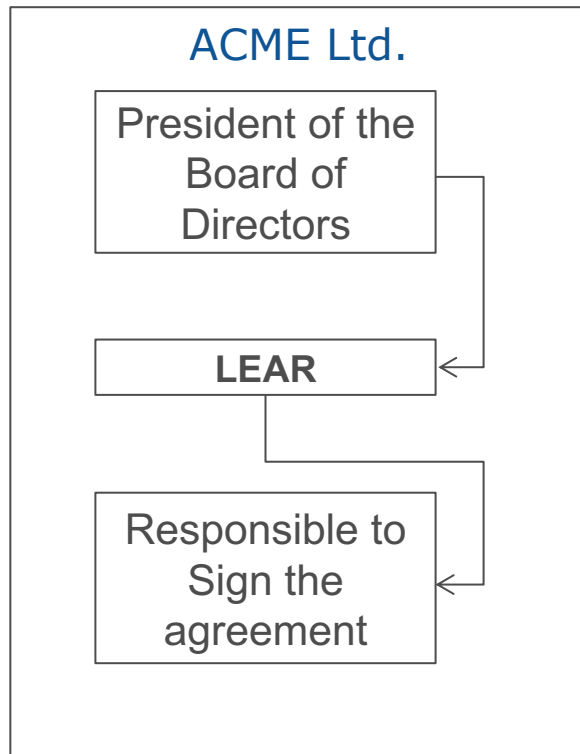 ACME Ltd.
President of the
Board of
Directors
LEAR
Responsible to
Sign the
agreement